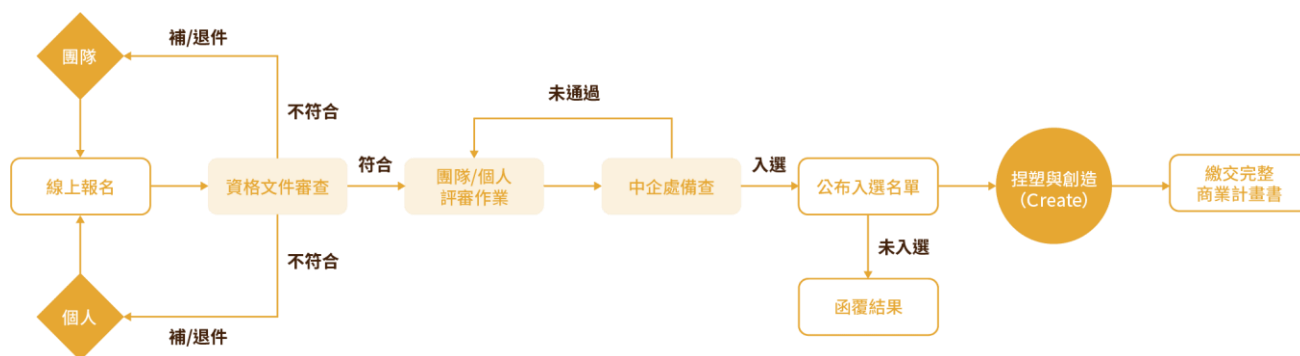 團隊
補/退件
不符合
未通過
線上報名
資格文件審查
符合
團隊/個人
評審作業
中企處備查
入選
公布入選名單
捏塑與創造
（Create）
繳交完整
商業計畫書
不符合
未入選
個人
補/退件
函覆結果